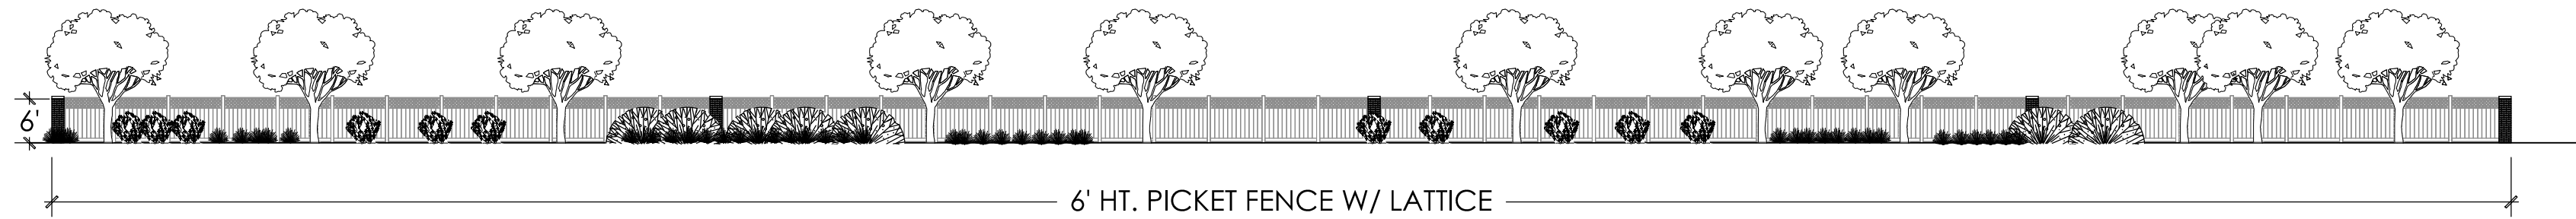 6'
6' HT. PICKET FENCE W/ LATTICE